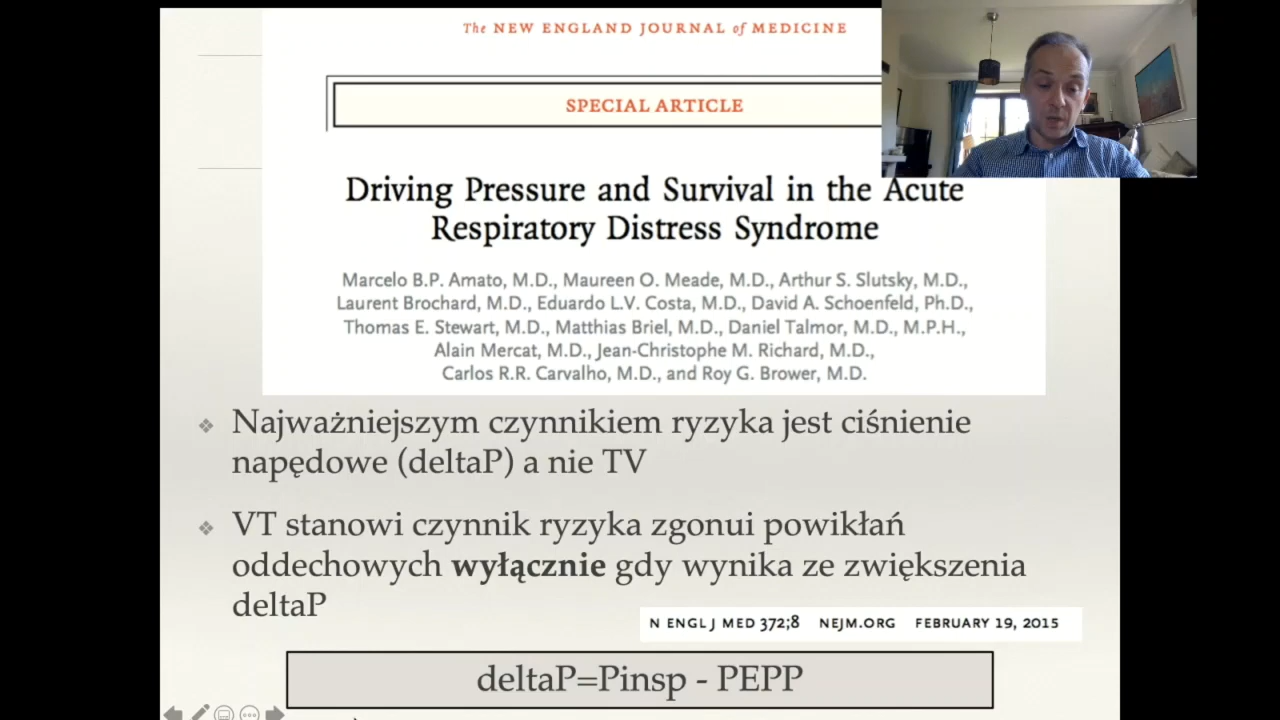 The NEW ENGLAND JOURNAL of MEDICINE
SPECIAL ARTICLE
Driving Pressure and Survival in the Acute
Respiratory Distress Syndrome
Marcelo B.P. Amato, M.D., Maureen O. Meade, M.D., Arthur S. Slutsky, M.D.,
Laurent Brochard, M.D., Eduardo L.V. Costa, M.D., David A. Schoenfeld, Ph.D.,
Thomas E. Stewart, M.D., Matthias Briel, M.D., Daniel Talmor, M.D., M.P.H.,
Alain Mercat, M.D., Jean-Christophe M. Richard, M.D.,
Carlos R.R. Carvalho, M.D., and Roy G. Brower, M.D.
❖ Najważniejszym czynnikiem ryzyka jest ciśnienie
napędowe (deltaP) a nie TV
❖ VT stanowi czynnik ryzyka zgonui powikłań
oddechowych wyłącznie gdy wynika ze zwiększenia
deltaP
N ENGL J MED 372;8 NEJM.ORG FEBRUARY 19, 2015
deltaP=Pinsp - PEPP